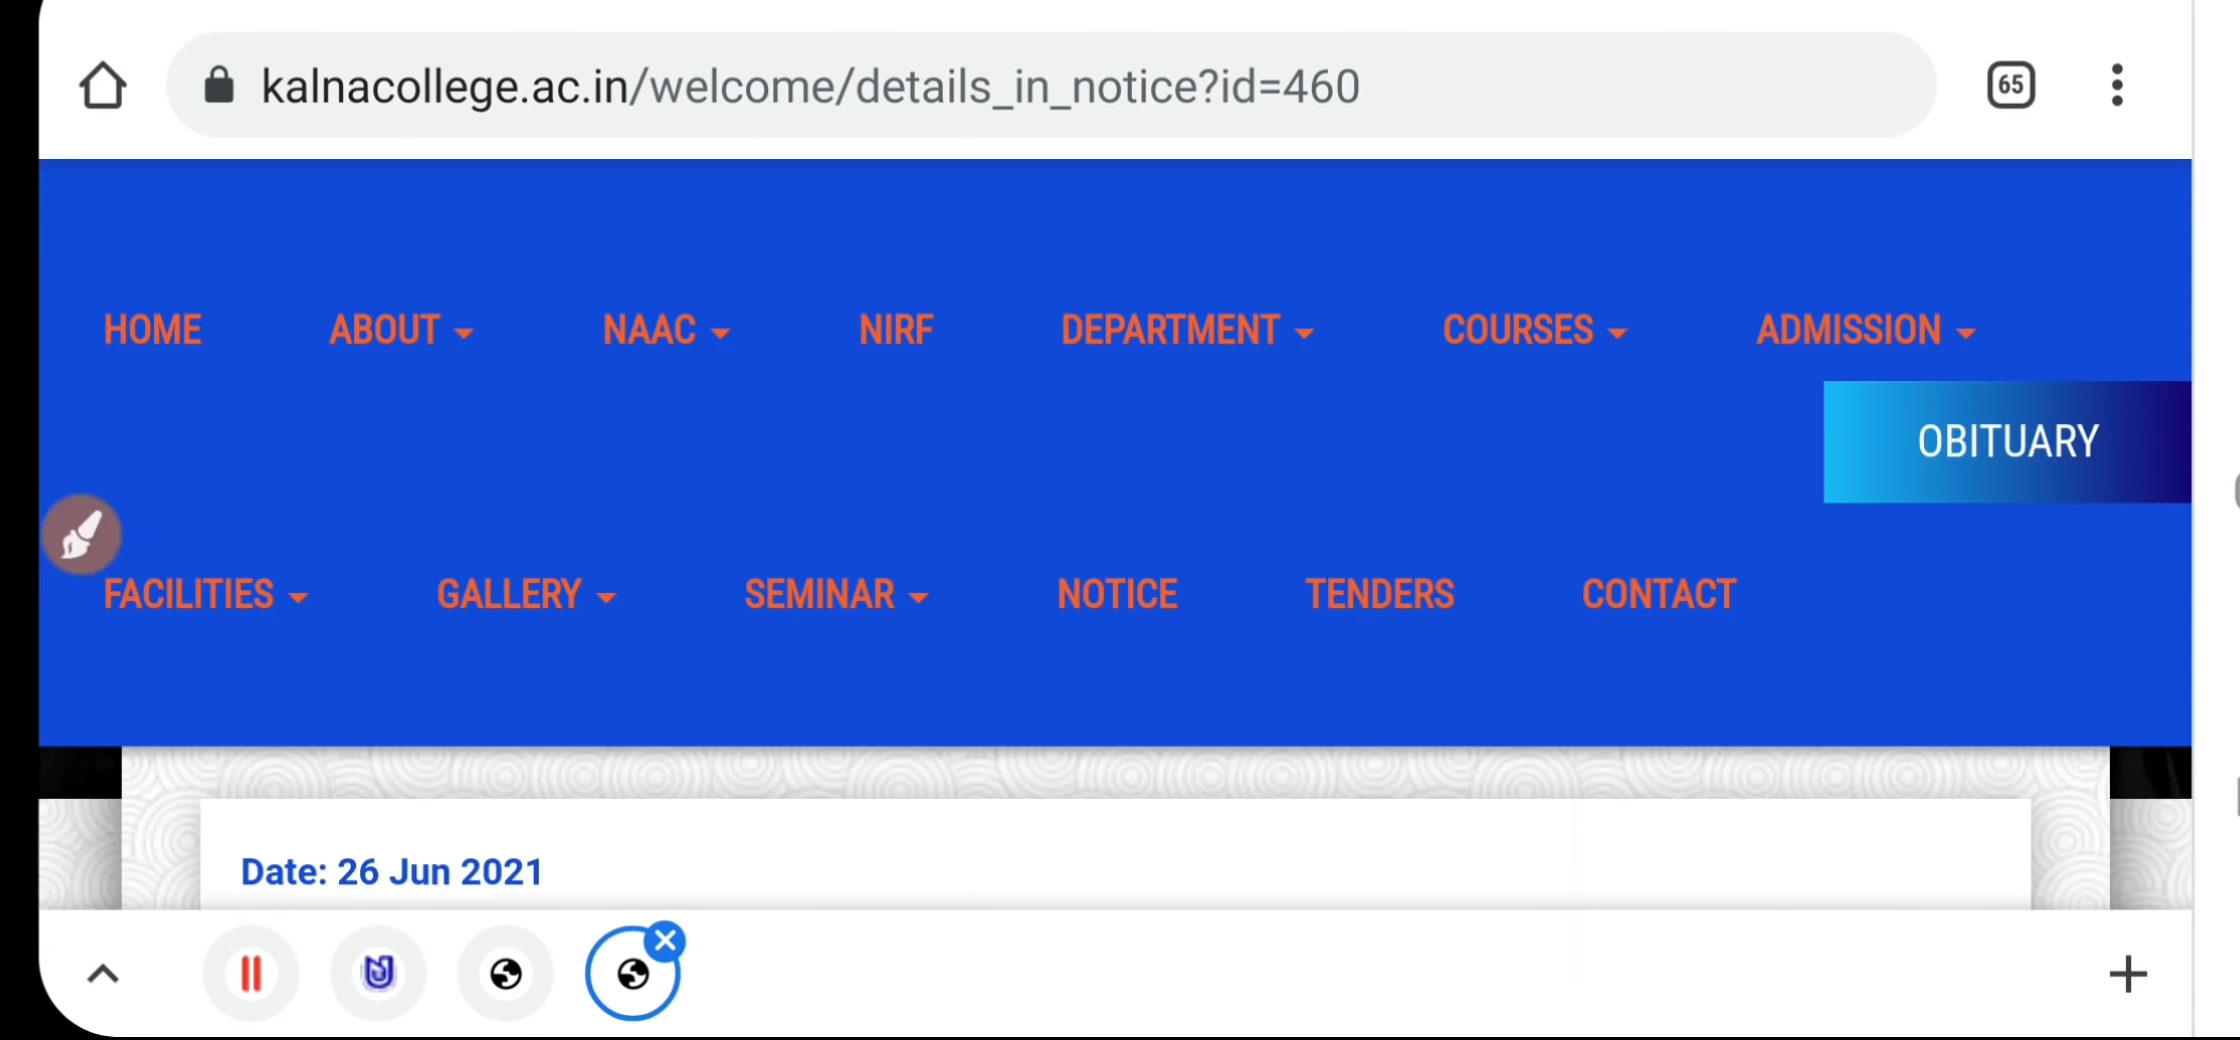 kalnacollege.ac.in/welcome/details_in_notice?id=460 65
HOME ABOUT NAAC NIRF DEPARTMENT COURSES ADMISSION
OBITUARY
FACILITIES GALLERY SEMINAR NOTICE TENDERS CONTACT
Date: 26 Jun 2021